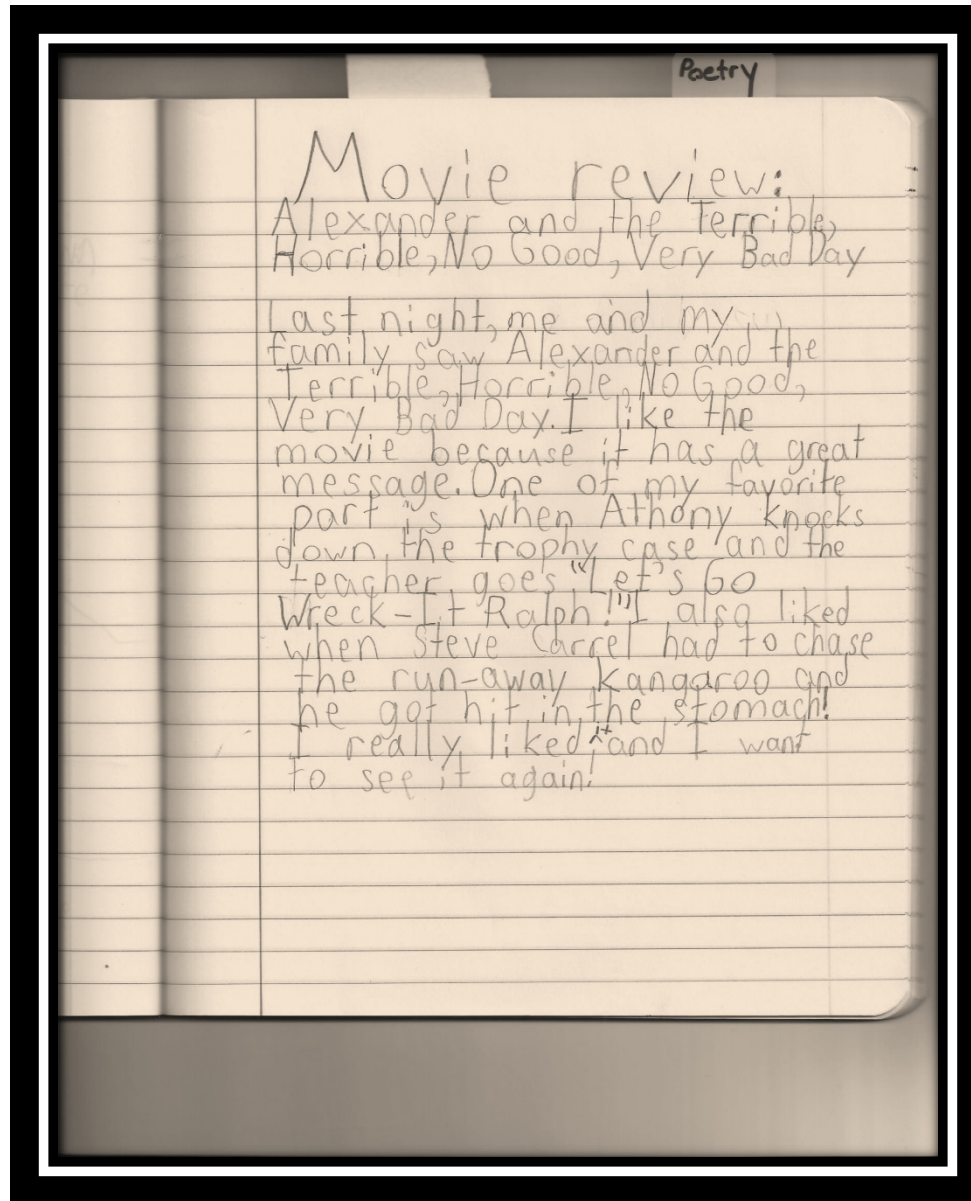 Poetry
Movie review:
Alexander and the Terrible,
Horrible, No Good, Very Bad Day
Last night, me and my
family saw Alexander and the
Terrible, Horrible, No Good,
Very Bad Day. I like the
movie because it has a great
message. One of my favorite
part is when Athony knocks
down the trophy case and the
teacher goes "Let's Go
Wreck-It Ralph!" I also liked
when Steve Carrel had to chase
the run-away kangaroo and
he got hit in the stomach!
I really liked it and I want
to see it again!